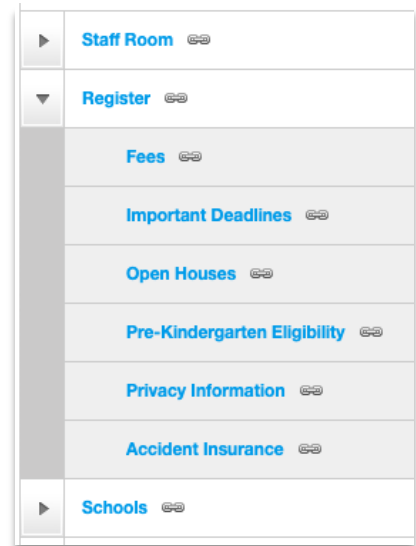 Staff Room
Register
Fees
Important Deadlines
Open Houses
Pre-Kindergarten Eligibility
Privacy Information
Accident Insurance
Schools